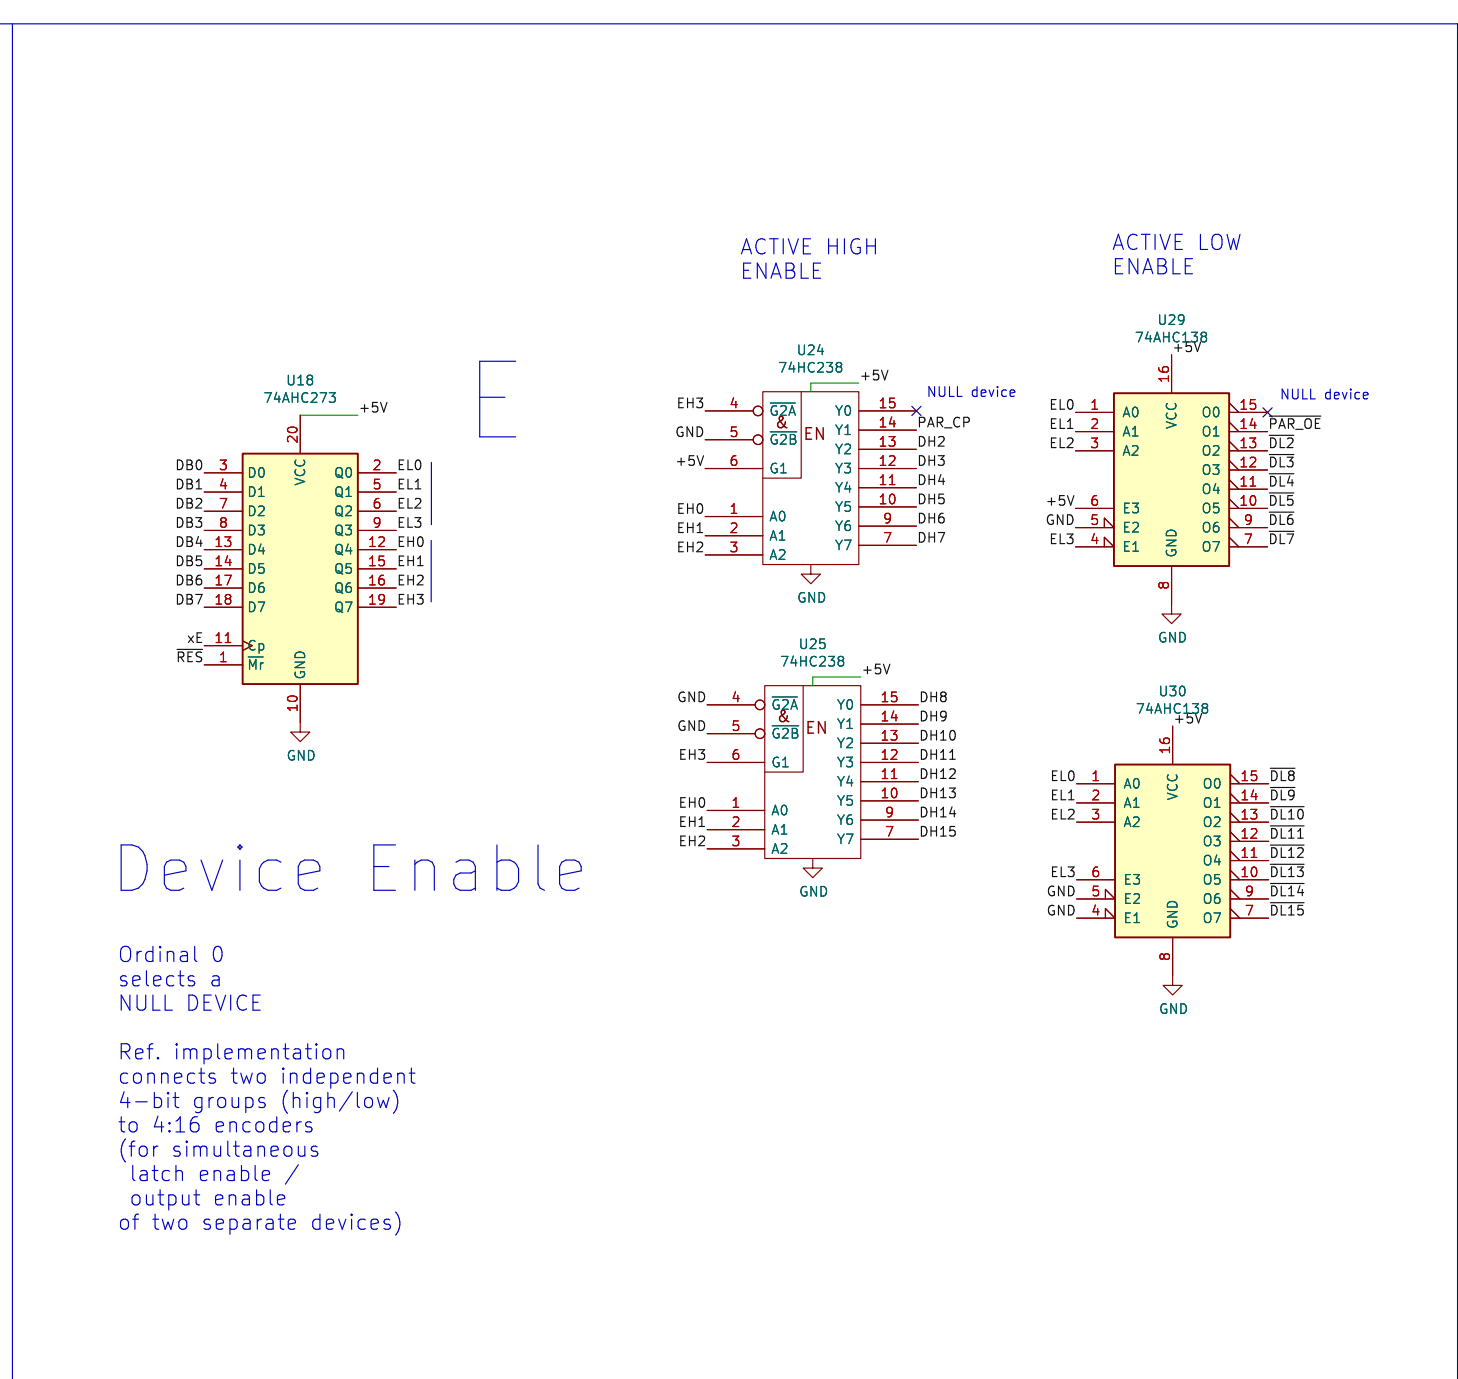 ACTIVE HIGH
ENABLE
ACTIVE LOW
ENABLE
E
U18
74AHC273
+5V
20
VCC
DB0 3 D0 Q0 2 EL0
DB1 4 D1 Q1 5 EL1
DB2 7 D2 Q2 6 EL2
DB3 8 D3 Q3 9 EL3
DB4 13 D4 Q4 12 EH0
DB5 14 D5 Q5 15 EH1
DB6 17 D6 Q6 16 EH2
DB7 18 D7 Q7 19 EH3
xE 11 Cp
RES 1 Mr
GND
10
GND
U24
74HC238
+5V
NULL device
EH3 4 G2A
&
GND 5 G2B
EN
+5V 6 G1
EH0 1 A0
EH1 2 A1
EH2 3 A2
Y0 15
Y1 14 PAR_CP
Y2 13 DH2
Y3 12 DH3
Y4 11 DH4
Y5 10 DH5
Y6 9 DH6
Y7 7 DH7
GND
U25
74HC238
+5V
GND 4 G2A
&
GND 5 G2B
EN
EH3 6 G1
EH0 1 A0
EH1 2 A1
EH2 3 A2
Y0 15 DH8
Y1 14 DH9
Y2 13 DH10
Y3 12 DH11
Y4 11 DH12
Y5 10 DH13
Y6 9 DH14
Y7 7 DH15
GND
U29
74AHC138
+5V
16
VCC
NULL device
EL0 1 A0
EL1 2 A1
EL2 3 A2
+5V 6 E3
GND 5 E2
EL3 4 E1
O0 15
O1 14 PAR_OE
O2 13 DL2
O3 12 DL3
O4 11 DL4
O5 10 DL5
O6 9 DL6
O7 7 DL7
GND
8
GND
U30
74AHC138
+5V
16
VCC
EL0 1 A0
EL1 2 A1
EL2 3 A2
EL3 6 E3
GND 5 E2
GND 4 E1
O0 15 DL8
O1 14 DL9
O2 13 DL10
O3 12 DL11
O4 11 DL12
O5 10 DL13
O6 9 DL14
O7 7 DL15
GND
8
GND
Device Enable
Ordinal 0
selects a
NULL DEVICE
Ref. implementation
connects two independent
4-bit groups (high/low)
to 4:16 encoders
(for simultaneous
latch enable /
output enable
of two separate devices)